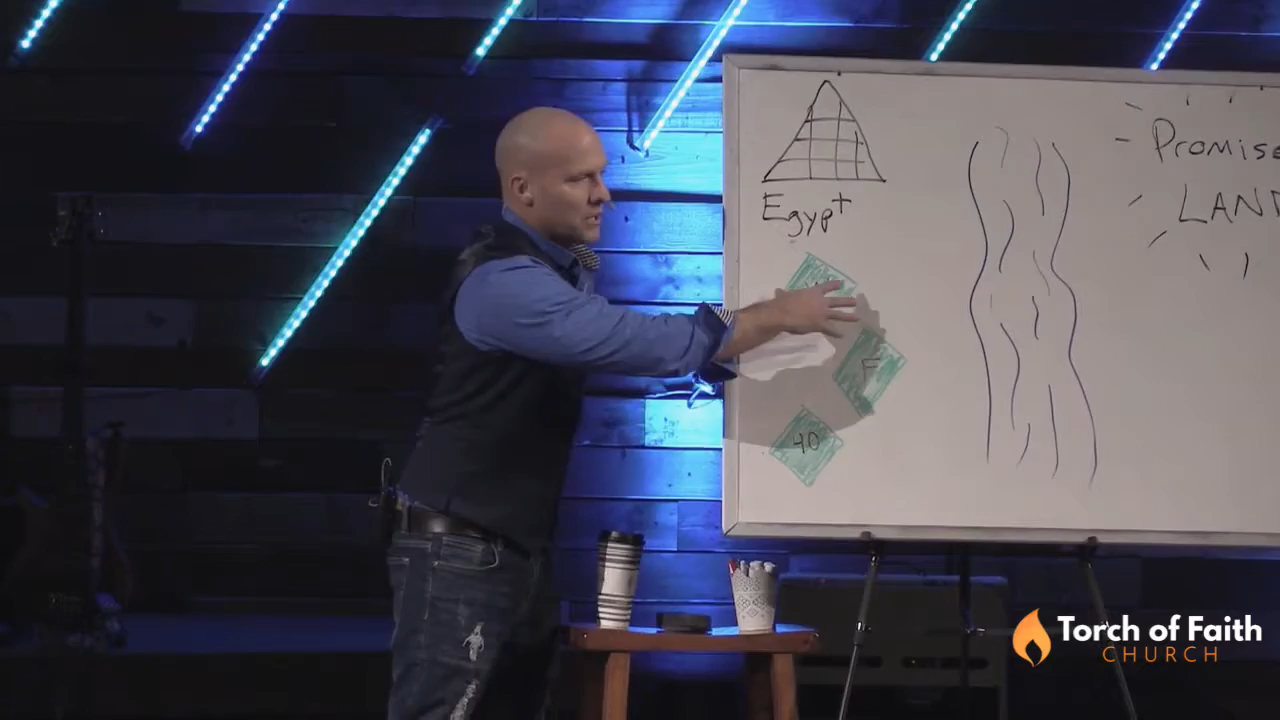 Egypt
F
40
- Promise
LAND
Torch of Faith
CHURCH